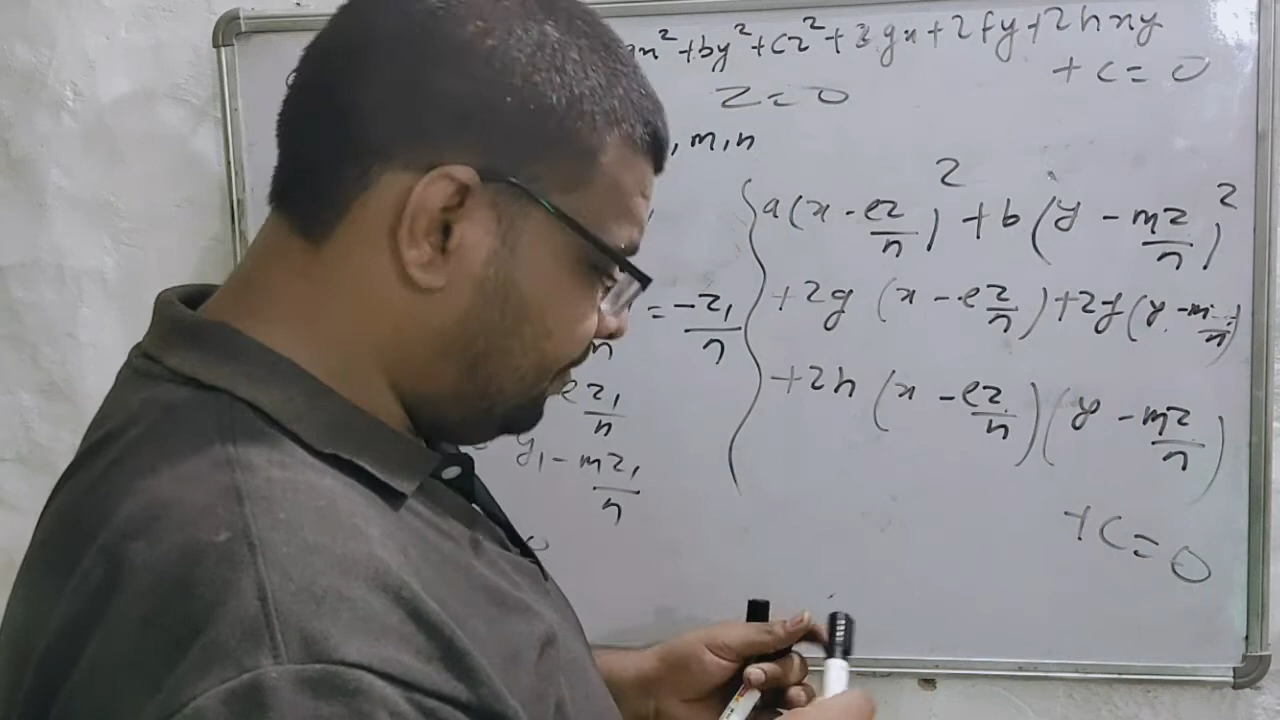 ax² + by² + cz² + 2gx + 2fy + 2hxy
+ c = 0
z = 0
, m, n
a(x - lz/n)² + b(y - mz/n)²
+ 2g (x - lz/n) + 2f(y - mz/n)
= -z₁/n
+ 2h (x - lz/n)(y - mz/n)
lz₁/n
y₁ - mz₁/n
+ c = 0